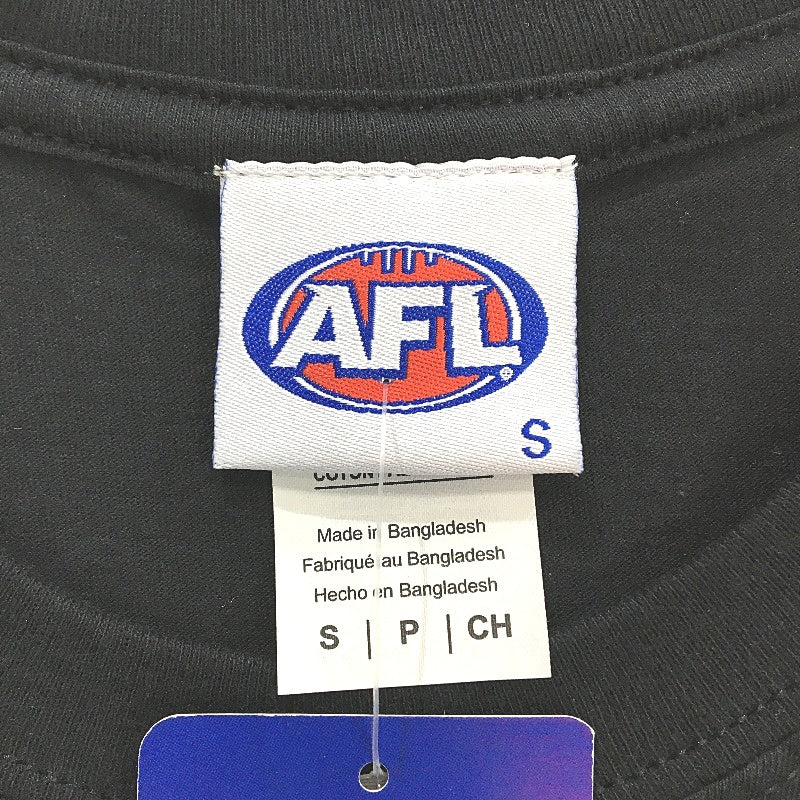 AFL
®
S
Made in Bangladesh
Fabriqué au Bangladesh
Hecho en Bangladesh
S | P | CH